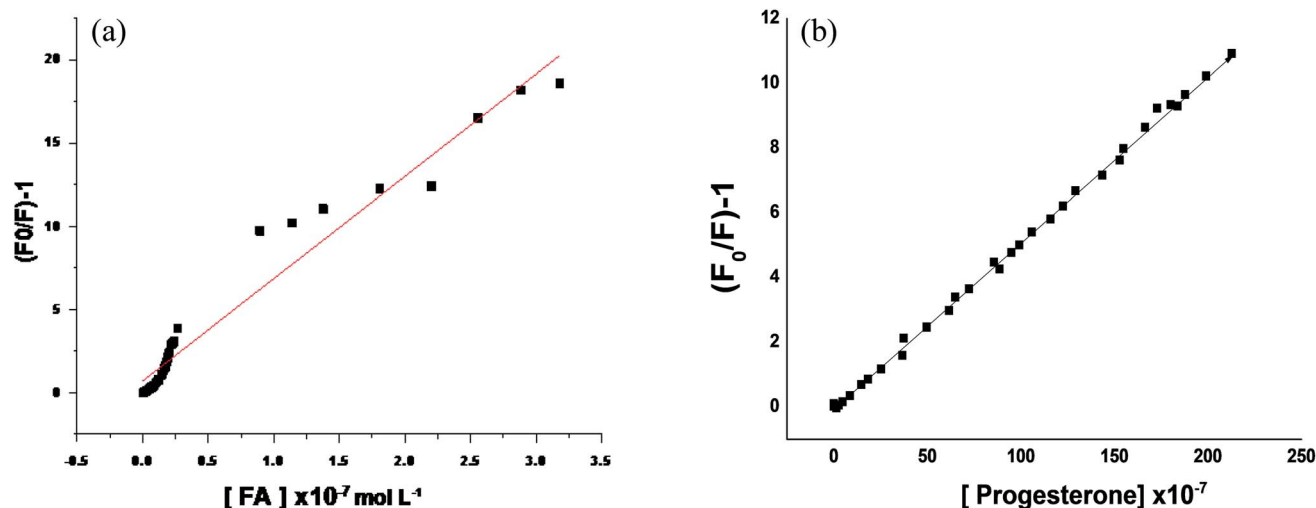 (a)
20
15
10
5
0
(F0/F)-1
-0.5 0.0 0.5 1.0 1.5 2.0 2.5 3.0 3.5
[ FA ] x10⁻⁷ mol L⁻¹
(b)
12
10
8
6
4
2
0
(F₀/F)-1
0 50 100 150 200 250
[ Progesterone] x10⁻⁷